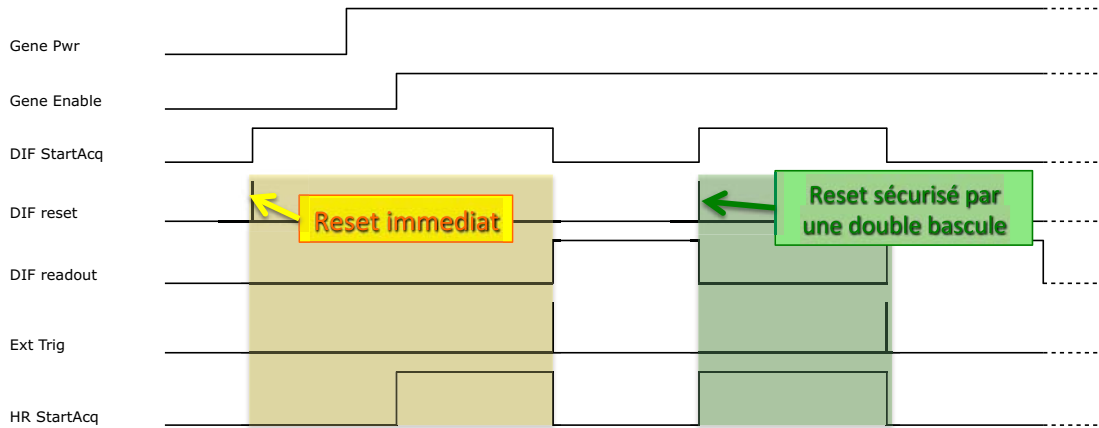 Gene Pwr
Gene Enable
DIF StartAcq
DIF reset
Reset immediat
Reset sécurisé par
une double bascule
DIF readout
Ext Trig
HR StartAcq